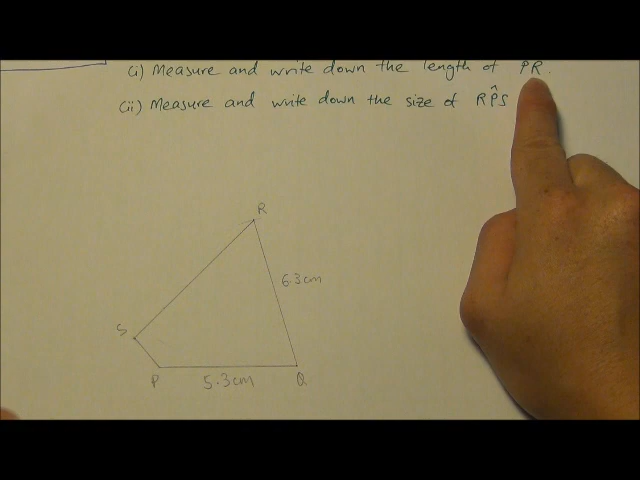 (i) Measure and write down the length of PR.
(ii) Measure and write down the size of RP̂S
R
6.3cm
S
P
5.3cm
Q